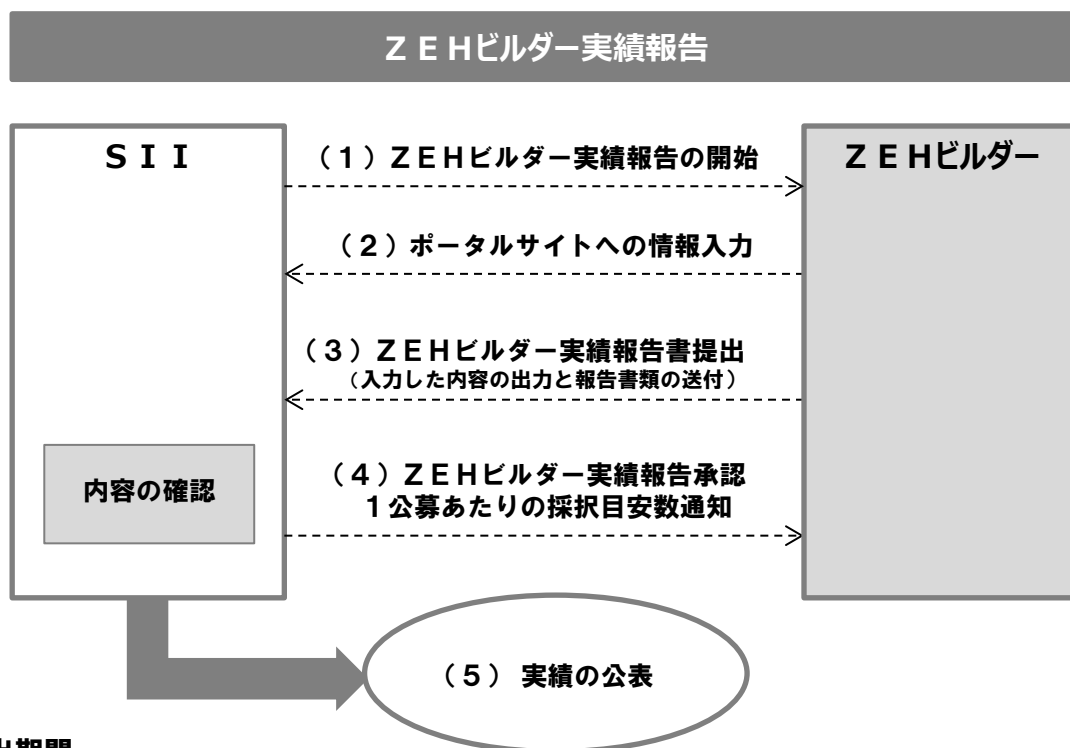 ＺＥＨビルダー実績報告
ＳＩＩ
ＺＥＨビルダー
（１）ＺＥＨビルダー実績報告の開始
（２）ポータルサイトへの情報入力
（３）ＺＥＨビルダー実績報告書提出
（入力した内容の出力と報告書類の送付）
内容の確認
（４）ＺＥＨビルダー実績報告承認
１公募あたりの採択目安数通知
（５） 実績の公表
期間